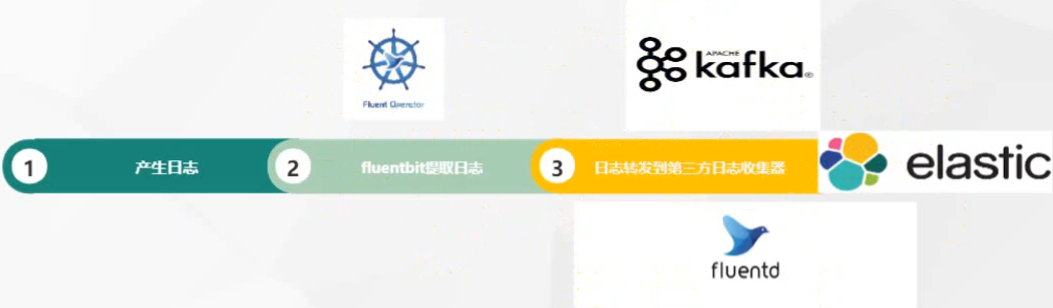 Fluent Operator
APACHE
kafka®
1
产生日志
2
fluentbit提取日志
3
日志转发到第三方日志收集器
elastic
fluentd